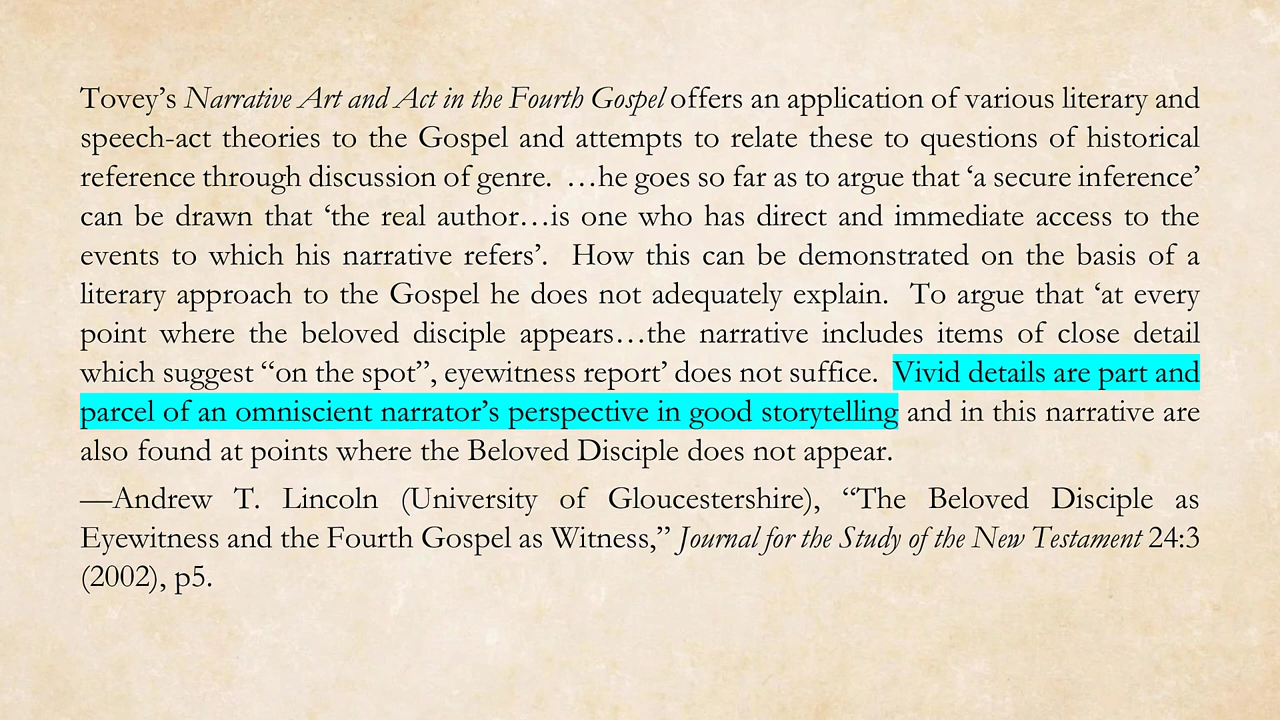 Tovey’s Narrative Art and Act in the Fourth Gospel offers an application of various literary and
speech-act theories to the Gospel and attempts to relate these to questions of historical
reference through discussion of genre.  …he goes so far as to argue that ‘a secure inference’
can be drawn that ‘the real author…is one who has direct and immediate access to the
events to which his narrative refers’.  How this can be demonstrated on the basis of a
literary approach to the Gospel he does not adequately explain.  To argue that ‘at every
point where the beloved disciple appears…the narrative includes items of close detail
which suggest “on the spot”, eyewitness report’ does not suffice.  Vivid details are part and
parcel of an omniscient narrator’s perspective in good storytelling and in this narrative are
also found at points where the Beloved Disciple does not appear.
—Andrew T. Lincoln (University of Gloucestershire), “The Beloved Disciple as
Eyewitness and the Fourth Gospel as Witness,” Journal for the Study of the New Testament 24:3
(2002), p5.